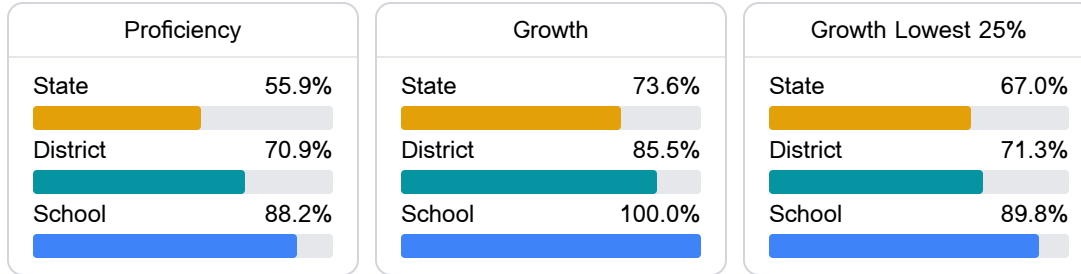 Proficiency
State 55.9%
District 70.9%
School 88.2%
Growth
State 73.6%
District 85.5%
School 100.0%
Growth Lowest 25%
State 67.0%
District 71.3%
School 89.8%